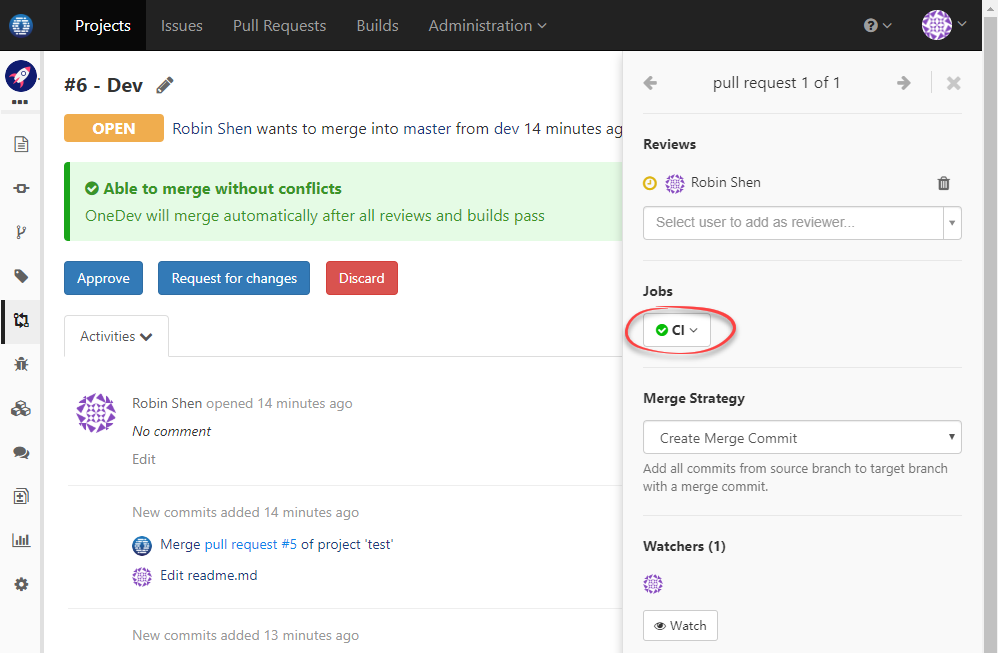 Projects
Issues
Pull Requests
Builds
Administration
#6 - Dev
OPEN
Robin Shen wants to merge into master from dev 14 minutes ag
Able to merge without conflicts
OneDev will merge automatically after all reviews and builds pass
Approve
Request for changes
Discard
Activities
Robin Shen opened 14 minutes ago
No comment
Edit
New commits added 14 minutes ago
Merge pull request #5 of project 'test'
Edit readme.md
New commits added 13 minutes ago
pull request 1 of 1
Reviews
Robin Shen
Select user to add as reviewer...
Jobs
CI
Merge Strategy
Create Merge Commit
Add all commits from source branch to target branch
with a merge commit.
Watchers (1)
Watch